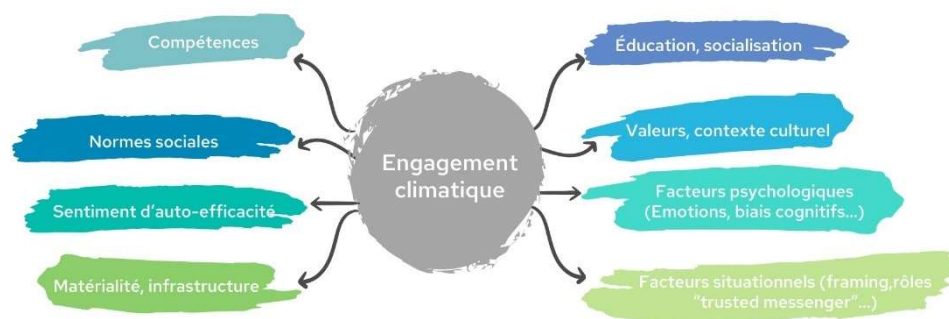 Compétences
Normes sociales
Sentiment d'auto-efficacité
Matérialité, infrastructure
Engagement
climatique
Éducation, socialisation
Valeurs, contexte culturel
Facteurs psychologiques
(Emotions, biais cognitifs...)
Facteurs situationnels (framing,rôles
"trusted messenger"...)